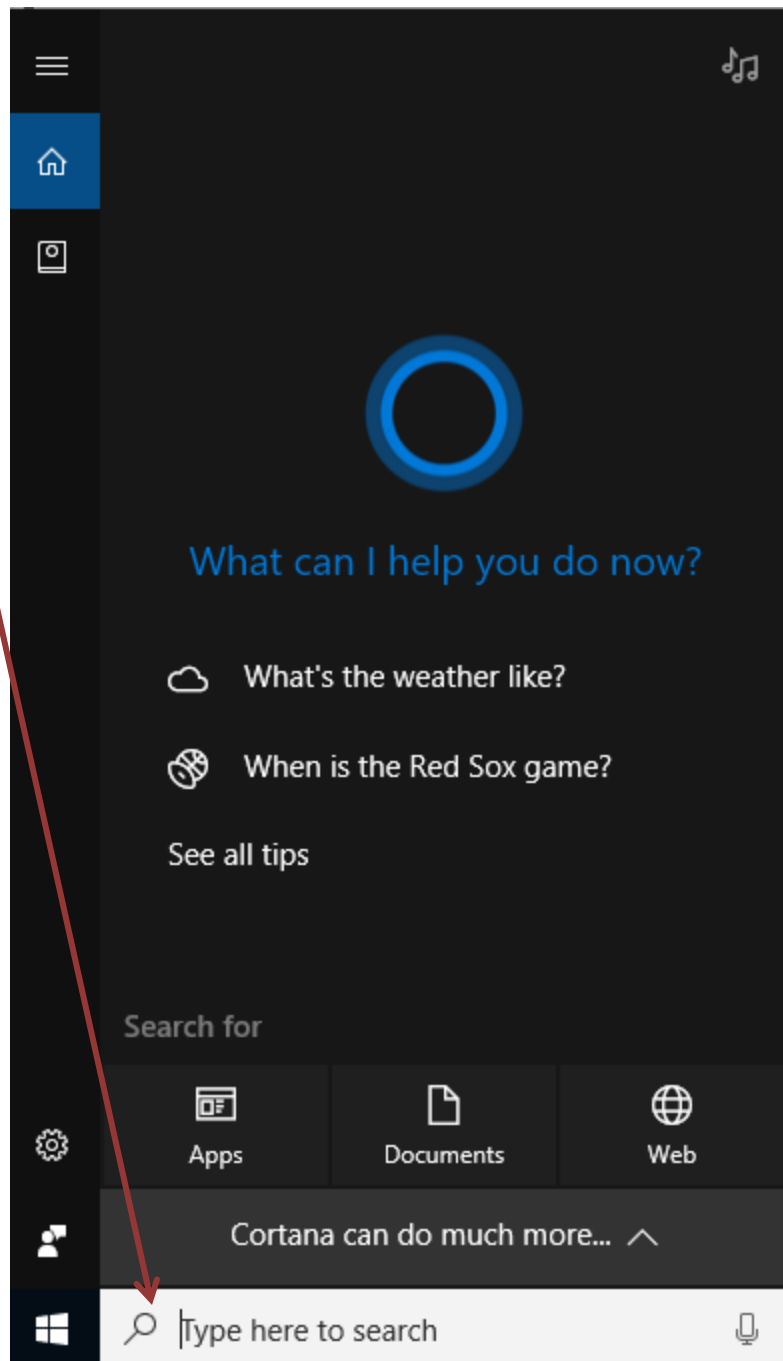 What can I help you do now?
What's the weather like?
When is the Red Sox game?
See all tips
Search for
Apps Documents Web
Cortana can do much more...
Type here to search